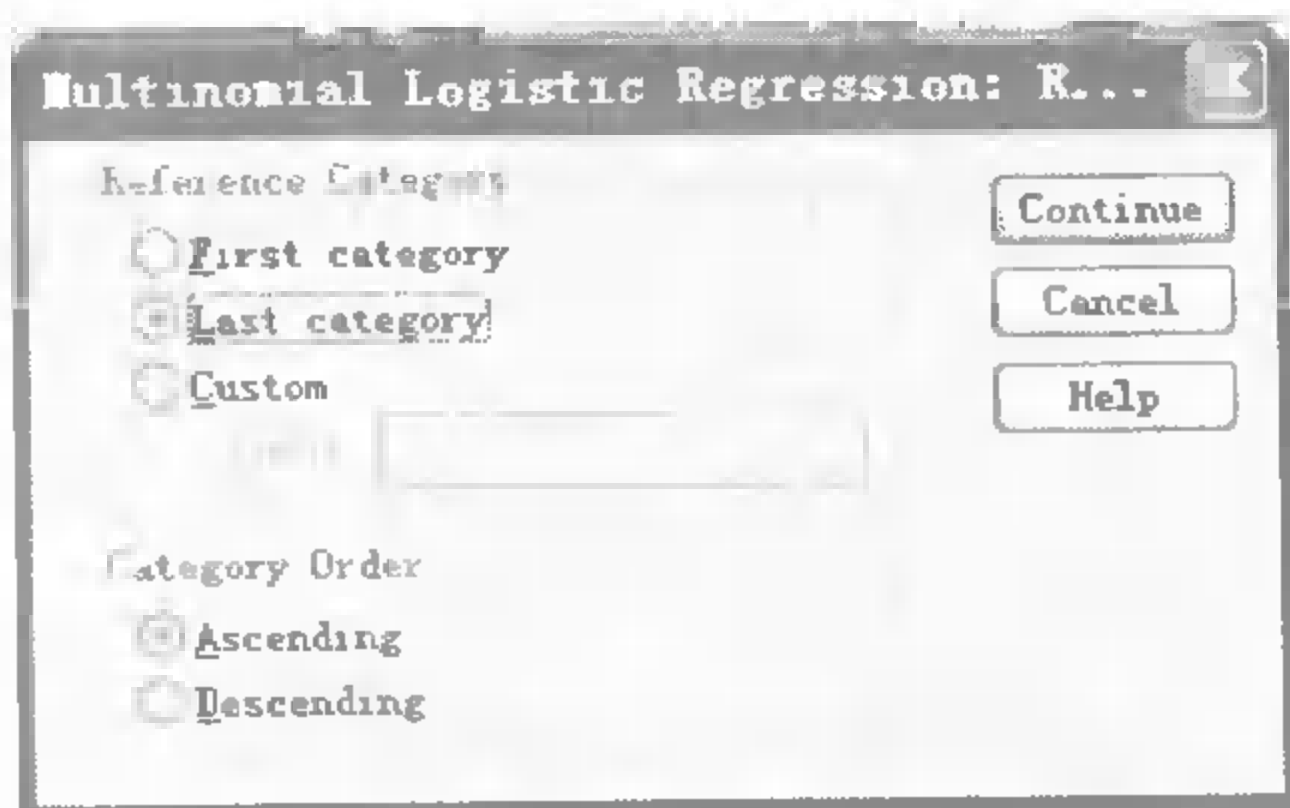 Multinomial Logistic Regression: R...
Reference Category
First category
Last category
Custom
Category Order
Ascending
Descending
Continue
Cancel
Help